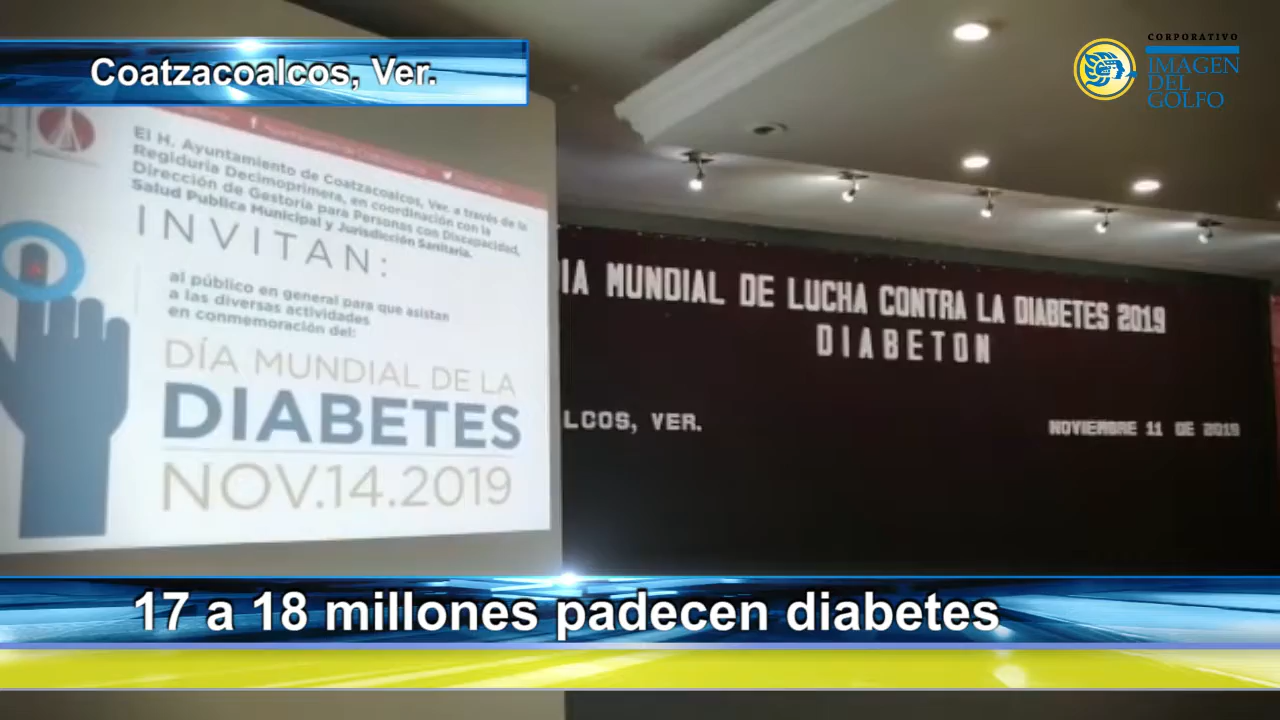 Coatzacoalcos, Ver.
CORPORATIVO
IMAGEN
DEL
GOLFO
El H. Ayuntamiento de Coatzacoalcos, Ver. a través de la
Regiduría Decimoprimera, en coordinación con la
Dirección de Gestoría para Personas con Discapacidad,
Salud Publica Municipal y Jurisdicción Sanitaria.
INVITAN:
al público en general para que asistan
a las diversas actividades
en conmemoración del:
DÍA MUNDIAL DE LA
DIABETES
NOV.14.2019
IA MUNDIAL DE LUCHA CONTRA LA DIABETES 2019
DIABETON
LCOS, VER.
NOVIEMBRE 11 DE 2019
17 a 18 millones padecen diabetes